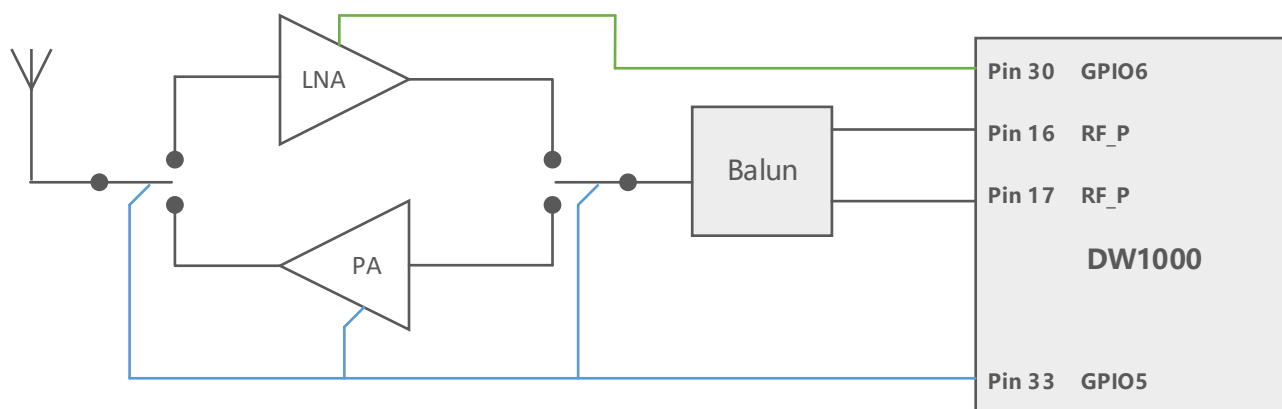 LNA
Pin 30 GPIO6
Pin 16 RF_P
Balun
Pin 17 RF_P
DW1000
PA
Pin 33 GPIO5